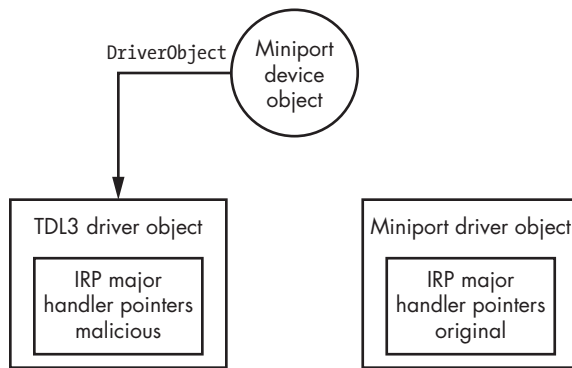 DriverObject
Miniport
device
object
TDL3 driver object
IRP major
handler pointers
malicious
Miniport driver object
IRP major
handler pointers
original